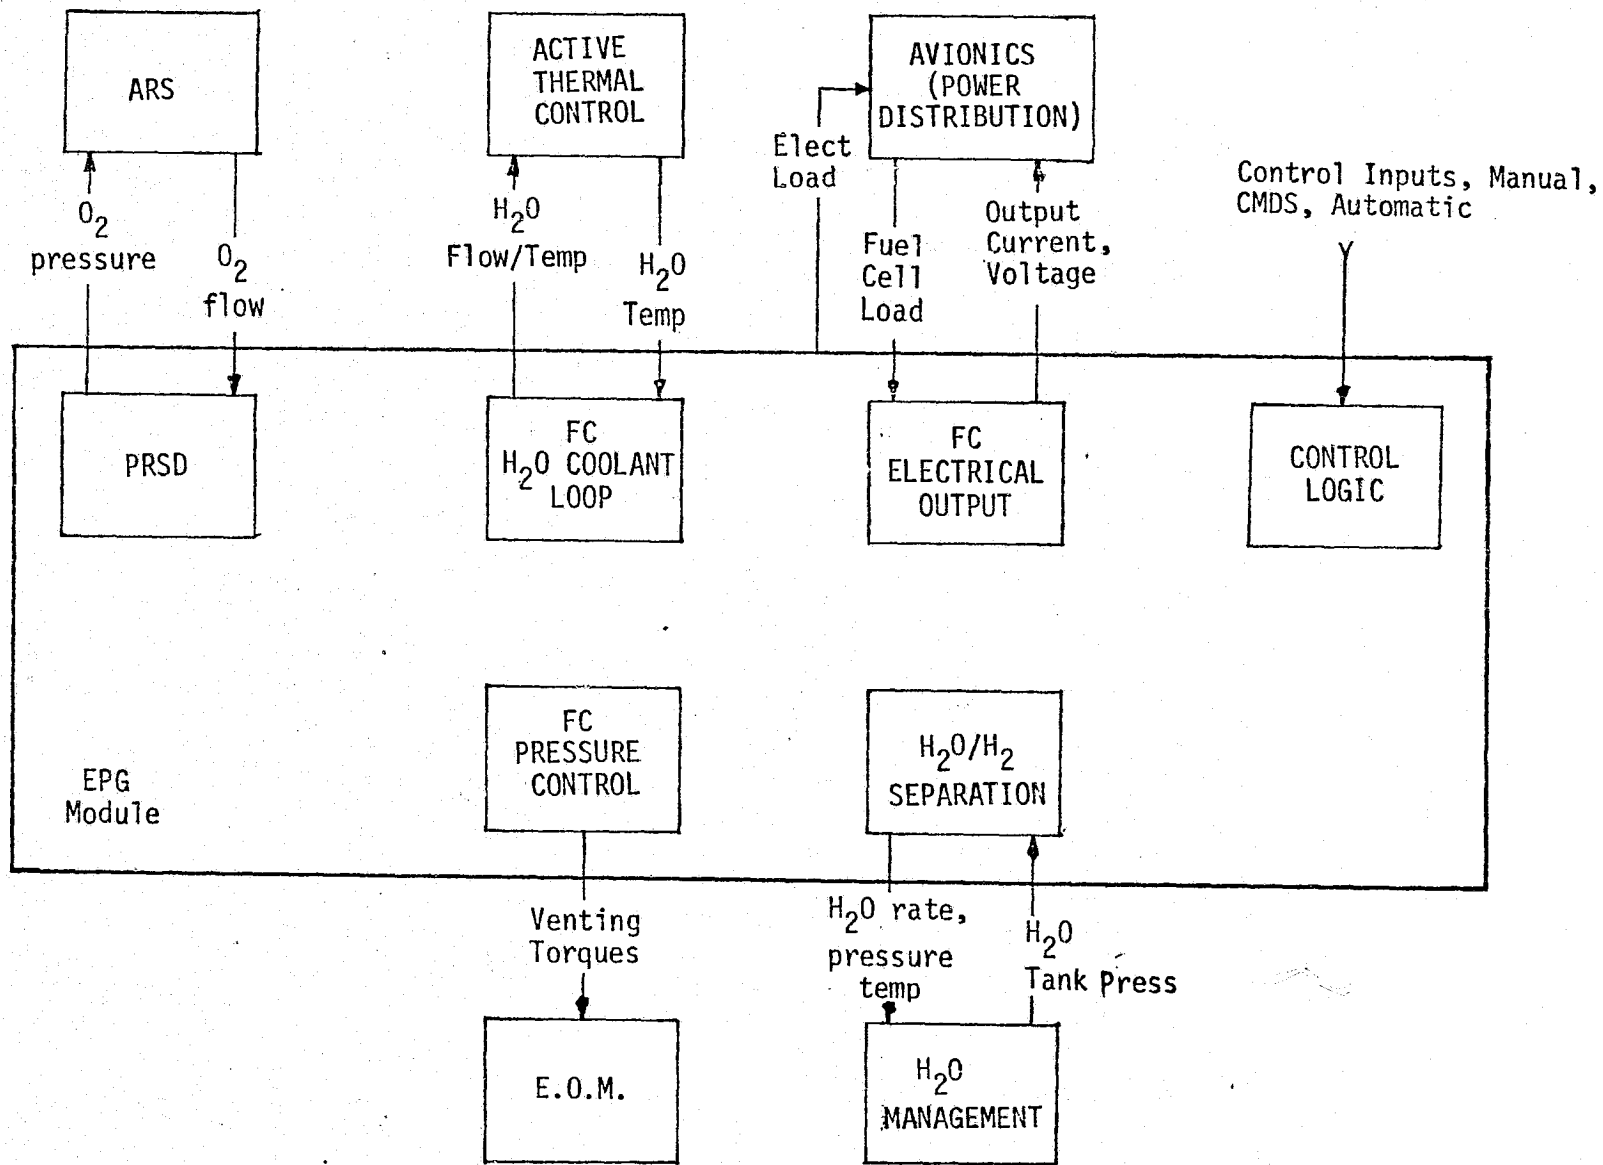 ARS
ACTIVE
THERMAL
CONTROL
AVIONICS
(POWER
DISTRIBUTION)
Elect
Load
Control Inputs, Manual,
CMDS, Automatic
O2
pressure
O2
flow
H2O
Flow/Temp
H2O
Temp
Fuel
Cell
Load
Output
Current,
Voltage
PRSD
FC
H2O COOLANT
LOOP
FC
ELECTRICAL
OUTPUT
CONTROL
LOGIC
FC
PRESSURE
CONTROL
H2O/H2
SEPARATION
EPG
Module
Venting
Torques
H2O rate,
pressure
temp
H2O
Tank Press
E.O.M.
H2O
MANAGEMENT